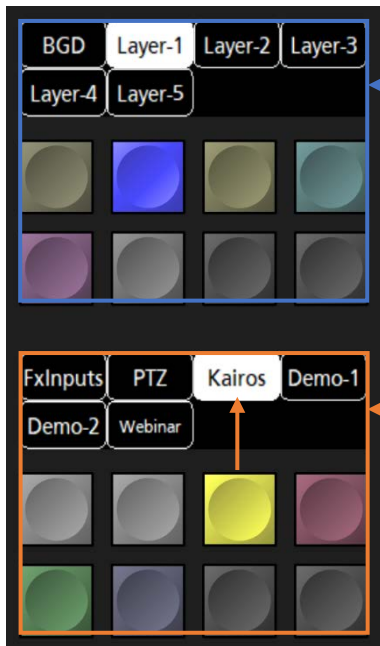 BGD Layer-1 Layer-2 Layer-3
Layer-4 Layer-5
FxInputs PTZ Kairos Demo-1
Demo-2 Webinar